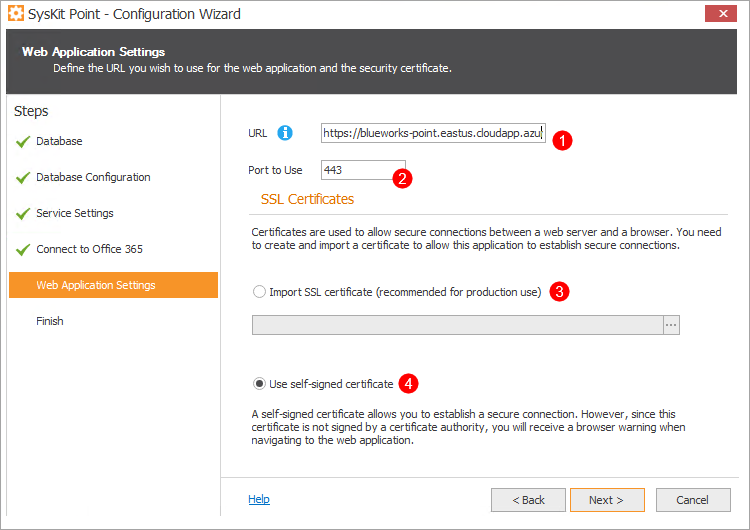 SysKit Point - Configuration Wizard
Web Application Settings
Define the URL you wish to use for the web application and the security certificate.
Steps
Database
Database Configuration
Service Settings
Connect to Office 365
Web Application Settings
Finish
URL
https://blueworks-point.eastus.cloudapp.azu
1
Port to Use
443
2
SSL Certificates
Certificates are used to allow secure connections between a web server and a browser. You need
to create and import a certificate to allow this application to establish secure connections.
Import SSL certificate (recommended for production use)
3
...
Use self-signed certificate
4
A self-signed certificate allows you to establish a secure connection. However, since this
certificate is not signed by a certificate authority, you will receive a browser warning when
navigating to the web application.
Help
< Back
Next >
Cancel